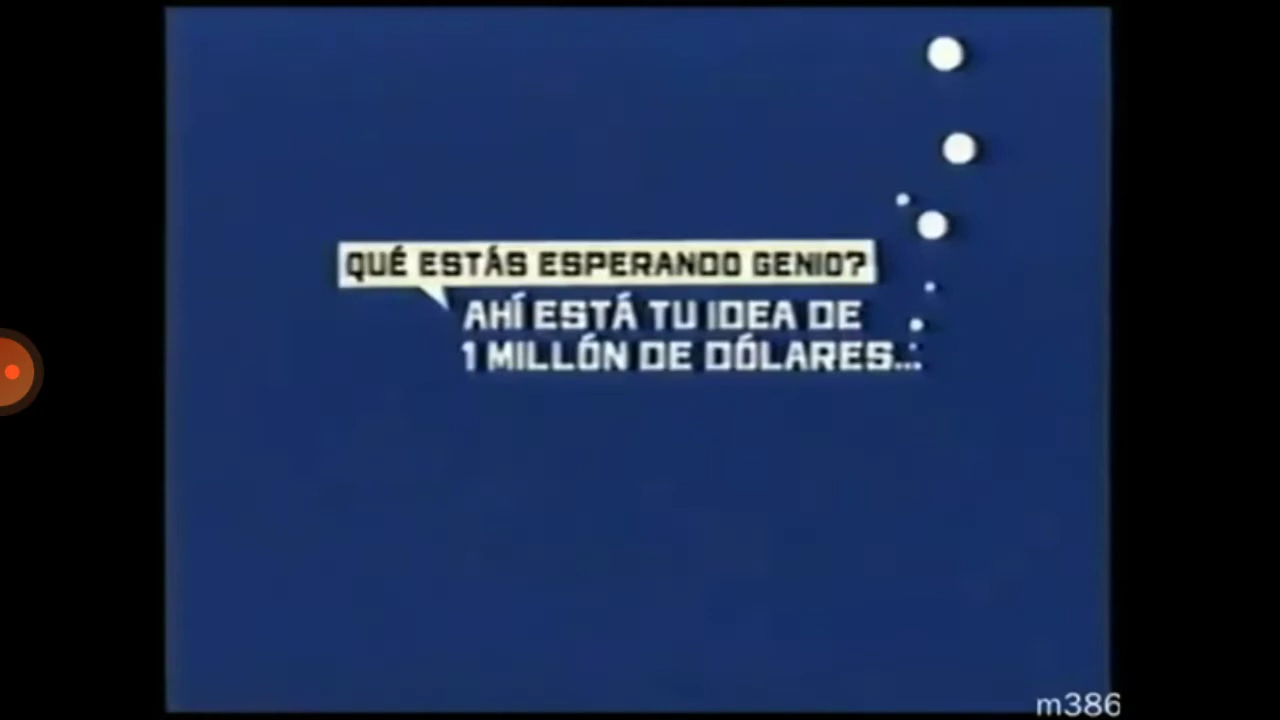 QUÉ ESTÁS ESPERANDO GENIO?
AHÍ ESTÁ TU IDEA DE
1 MILLÓN DE DÓLARES...
m386